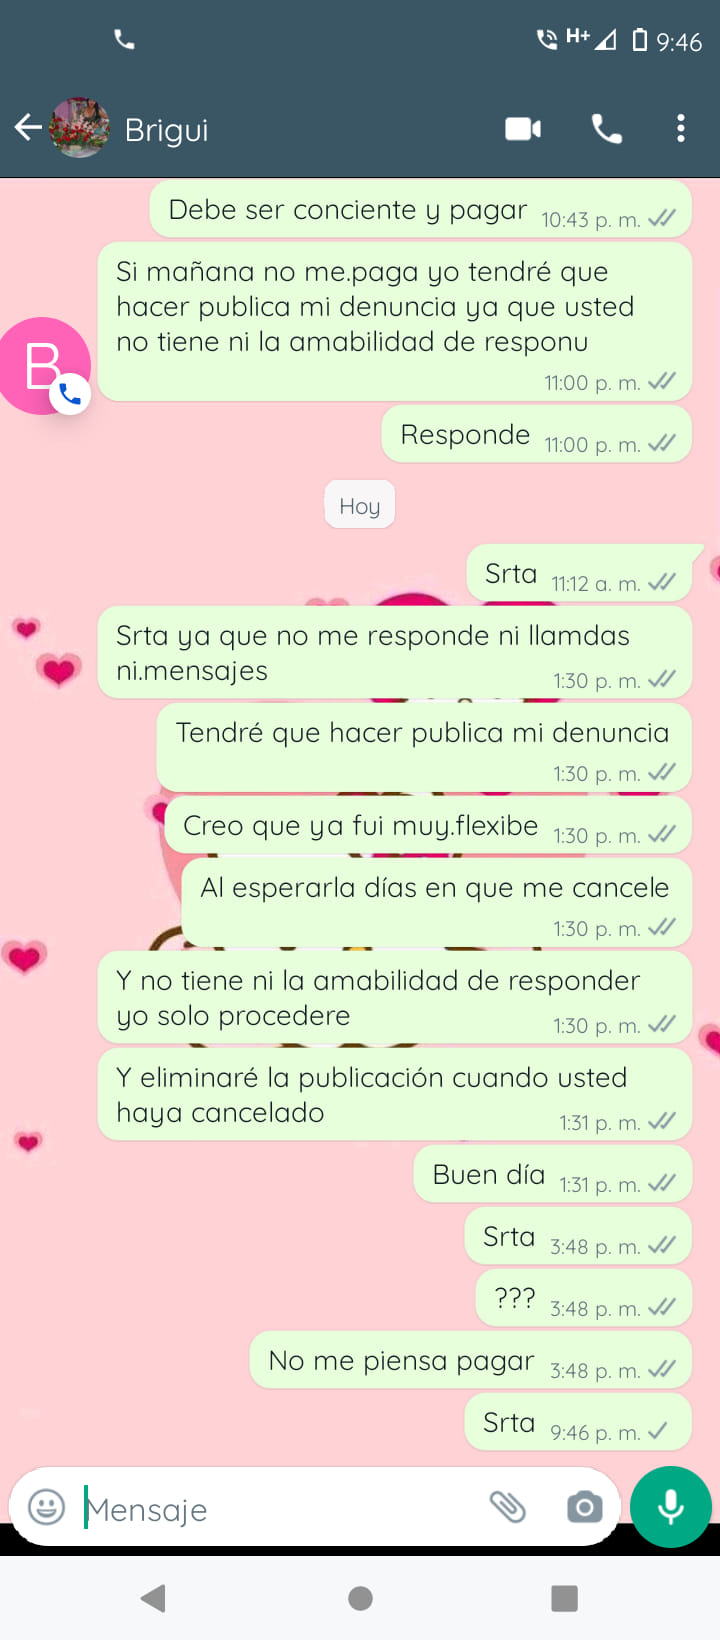 H+ 9:46
Brigui
Debe ser conciente y pagar 10:43 p. m.
Si mañana no me.paga yo tendré que
hacer publica mi denuncia ya que usted
no tiene ni la amabilidad de responu
11:00 p. m.
B
Responde 11:00 p. m.
Hoy
Srta 11:12 a. m.
Srta ya que no me responde ni llamdas
ni.mensajes 1:30 p. m.
Tendré que hacer publica mi denuncia
1:30 p. m.
Creo que ya fui muy.flexibe 1:30 p. m.
Al esperarla días en que me cancele
1:30 p. m.
Y no tiene ni la amabilidad de responder
yo solo procedere 1:30 p. m.
Y eliminaré la publicación cuando usted
haya cancelado 1:31 p. m.
Buen día 1:31 p. m.
Srta 3:48 p. m.
??? 3:48 p. m.
No me piensa pagar 3:48 p. m.
Srta 9:46 p. m.
Mensaje